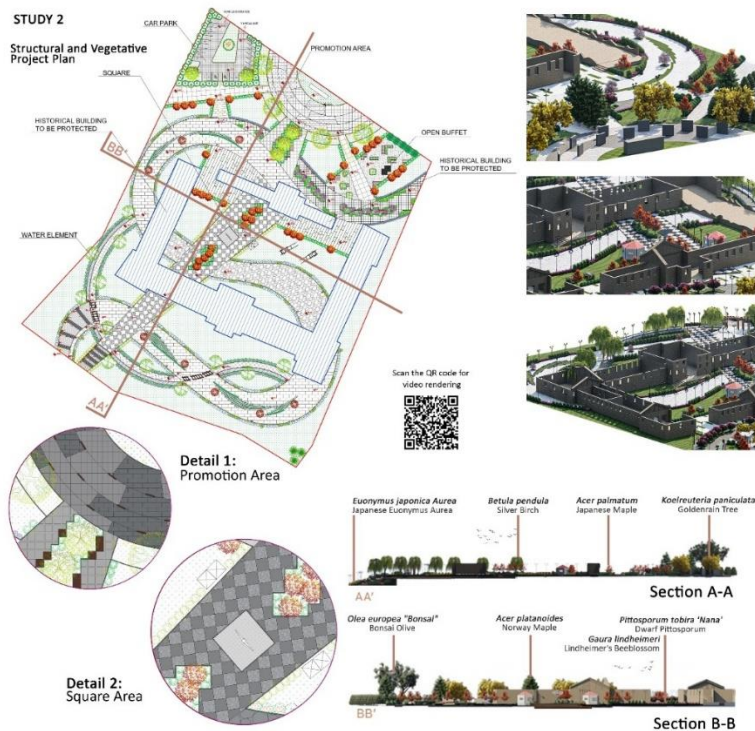 STUDY 2
Structural and Vegetative
Project Plan
CAR PARK
PROMOTION AREA
SQUARE
HISTORICAL BUILDING
TO BE PROTECTED
BB'
OPEN BUFFET
HISTORICAL BUILDING
TO BE PROTECTED
WATER ELEMENT
AA'
Scan the QR code for
video rendering
Detail 1:
Promotion Area
Detail 2:
Square Area
Euonymus japonica Aurea
Japanese Euonymus Aurea
Betula pendula
Silver Birch
Acer palmatum
Japanese Maple
Koelreuteria paniculata
Goldenrain Tree
AA'
Section A-A
Olea europea "Bonsai"
Bonsai Olive
Acer platanoides
Norway Maple
Gaura lindheimeri
Lindheimer's Beeblossom
Pittosporum tobira 'Nana'
Dwarf Pittosporum
BB'
Section B-B